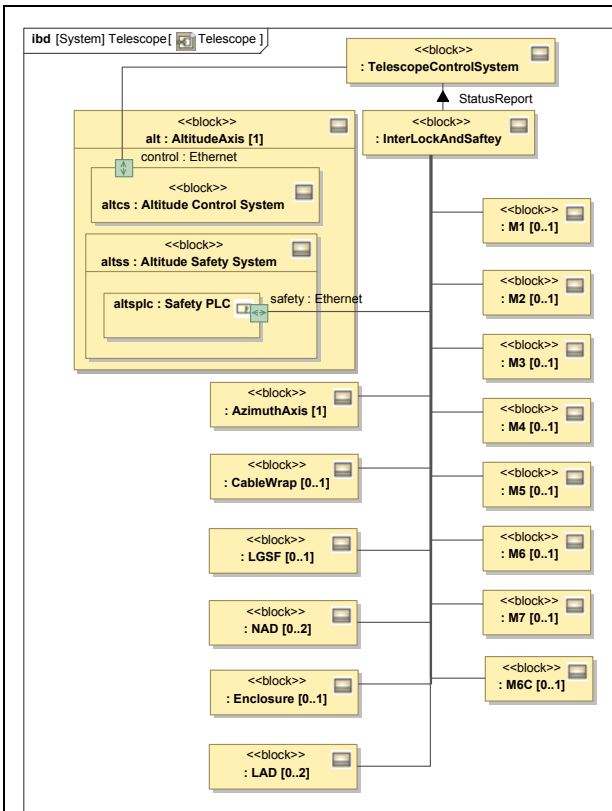 ibd [System] Telescope[ Telescope ]
<<block>>
: TelescopeControlSystem
StatusReport
<<block>>
: InterLockAndSaftey
<<block>>
alt : AltitudeAxis [1]
control : Ethernet
<<block>>
altcs : Altitude Control System
<<block>>
altss : Altitude Safety System
altsplc : Safety PLC
safety : Ethernet
<<block>>
: AzimuthAxis [1]
<<block>>
: CableWrap [0..1]
<<block>>
: LGSF [0..1]
<<block>>
: NAD [0..2]
<<block>>
: Enclosure [0..1]
<<block>>
: LAD [0..2]
<<block>>
: M1 [0..1]
<<block>>
: M2 [0..1]
<<block>>
: M3 [0..1]
<<block>>
: M4 [0..1]
<<block>>
: M5 [0..1]
<<block>>
: M6 [0..1]
<<block>>
: M7 [0..1]
<<block>>
: M6C [0..1]